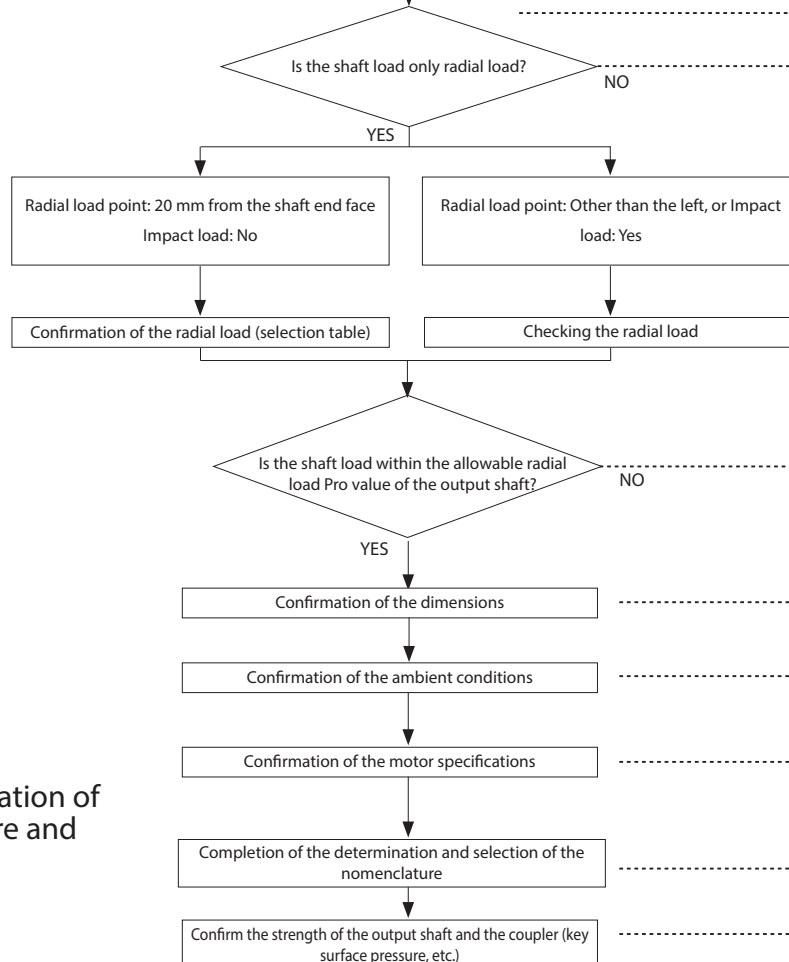 Is the shaft load only radial load?
NO
YES
Radial load point: 20 mm from the shaft end face
Impact load: No
Radial load point: Other than the left, or Impact
load: Yes
Confirmation of the radial load (selection table)
Checking the radial load
Is the shaft load within the allowable radial
load Pro value of the output shaft?
NO
YES
Confirmation of the dimensions
Confirmation of the ambient conditions
Confirmation of the motor specifications
ation of
re and
Completion of the determination and selection of the
nomenclature
Confirm the strength of the output shaft and the coupler (key
surface pressure, etc.)